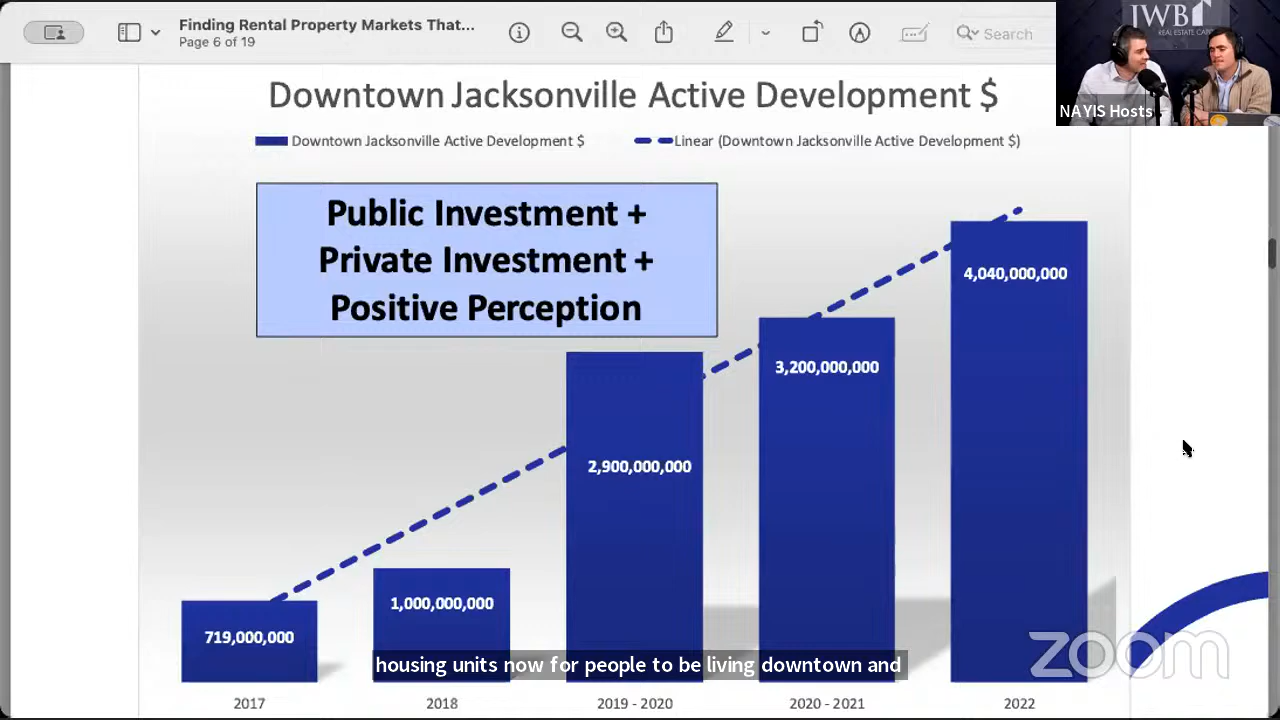 Finding Rental Property Markets That...
Page 6 of 19
Search
JWB
REAL ESTATE CAPITAL
NAYIS Hosts
Downtown Jacksonville Active Development $
Downtown Jacksonville Active Development $
Linear (Downtown Jacksonville Active Development $)
Public Investment +
Private Investment +
Positive Perception
4,040,000,000
3,200,000,000
2,900,000,000
1,000,000,000
719,000,000
housing units now for people to be living downtown and
zoom
2017
2018
2019 - 2020
2020 - 2021
2022